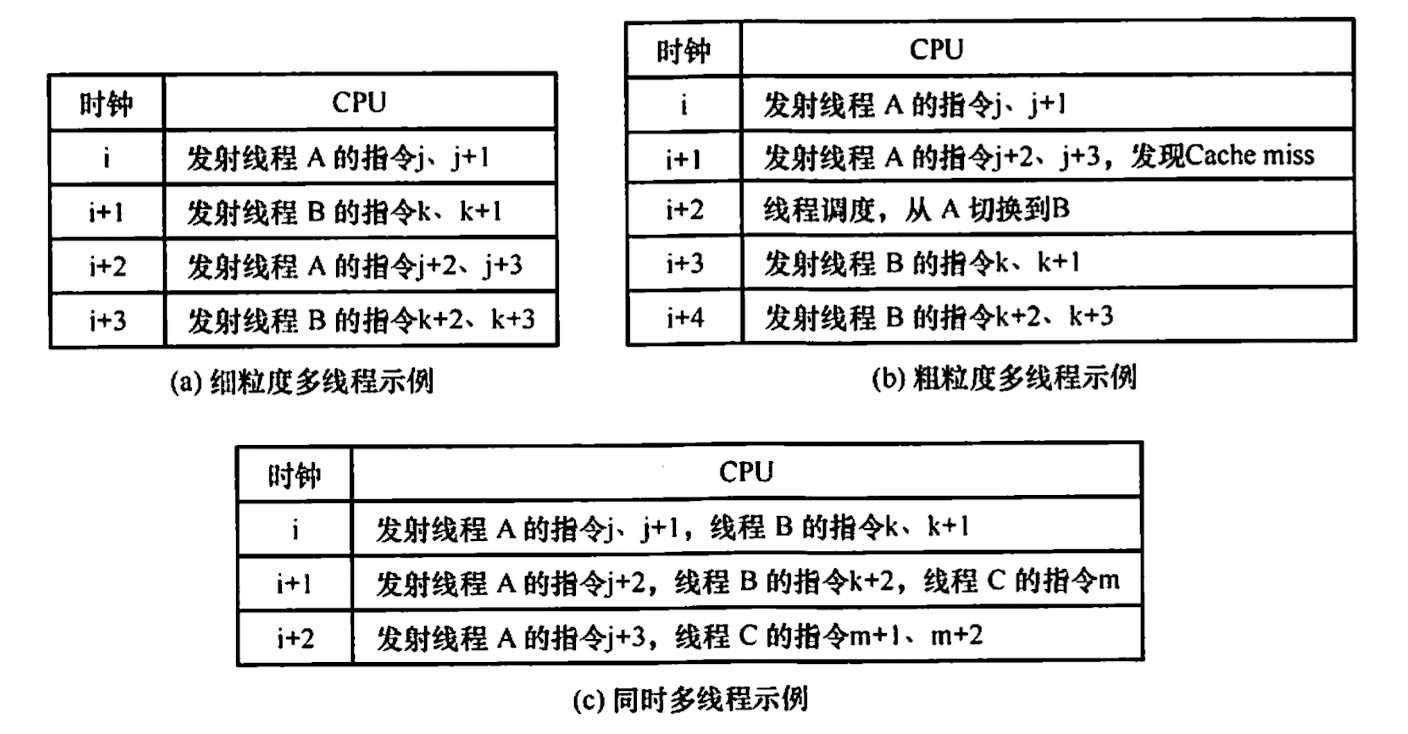 时钟 CPU
i 发射线程 A 的指令j、j+1
i+1 发射线程 B 的指令k、k+1
i+2 发射线程 A 的指令j+2、j+3
i+3 发射线程 B 的指令k+2、k+3
(a) 细粒度多线程示例
时钟 CPU
i 发射线程 A 的指令j、j+1
i+1 发射线程 A 的指令j+2、j+3，发现Cache miss
i+2 线程调度，从 A 切换到B
i+3 发射线程 B 的指令k、k+1
i+4 发射线程 B 的指令k+2、k+3
(b) 粗粒度多线程示例
时钟 CPU
i 发射线程 A 的指令j、j+1，线程 B 的指令k、k+1
i+1 发射线程 A 的指令j+2，线程 B 的指令k+2，线程 C 的指令m
i+2 发射线程 A 的指令j+3，线程 C 的指令m+1、m+2
(c) 同时多线程示例